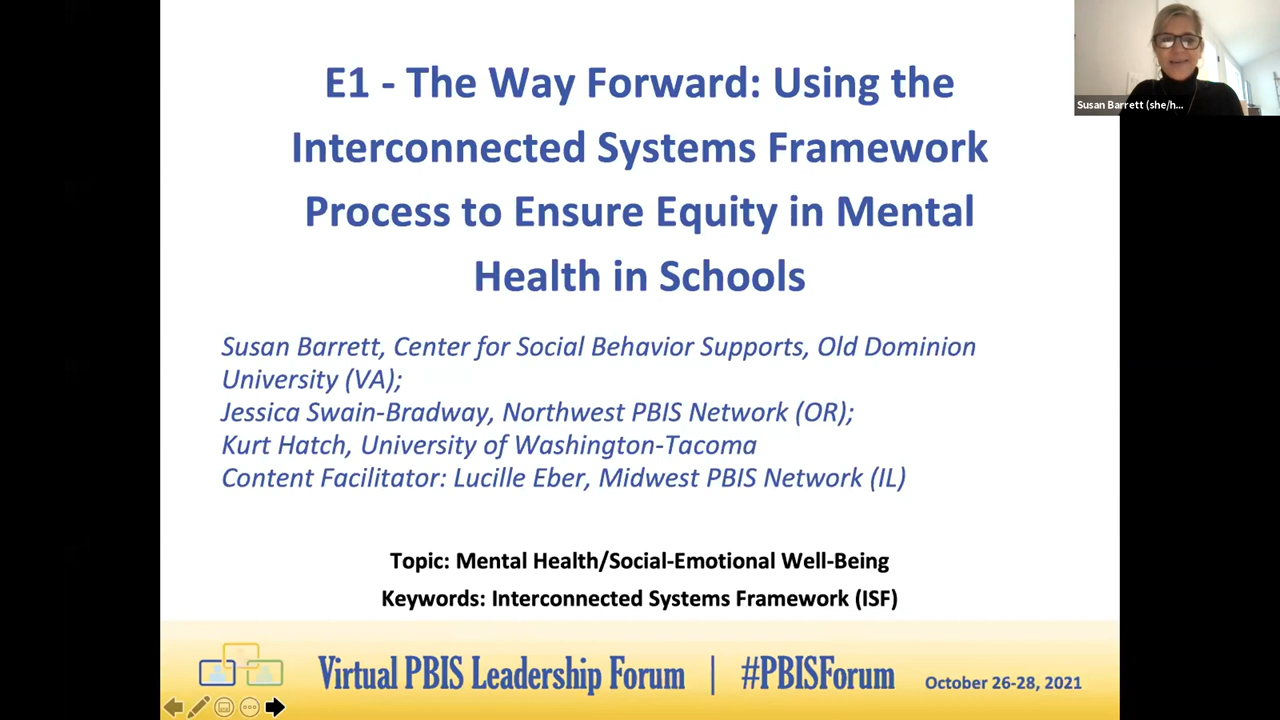 E1 - The Way Forward: Using the
Interconnected Systems Framework
Process to Ensure Equity in Mental
Health in Schools
Susan Barrett, Center for Social Behavior Supports, Old Dominion
University (VA);
Jessica Swain-Bradway, Northwest PBIS Network (OR);
Kurt Hatch, University of Washington-Tacoma
Content Facilitator: Lucille Eber, Midwest PBIS Network (IL)
Topic: Mental Health/Social-Emotional Well-Being
Keywords: Interconnected Systems Framework (ISF)
Virtual PBIS Leadership Forum | #PBISForum October 26-28, 2021
Susan Barrett (she/h...